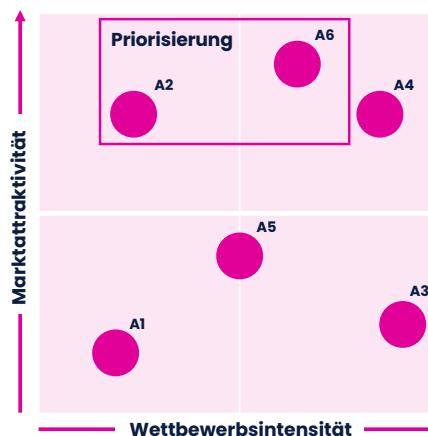 Priorisierung
A6
A2
A4
Marktattraktivität
A5
A3
A1
Wettbewerbsintensität